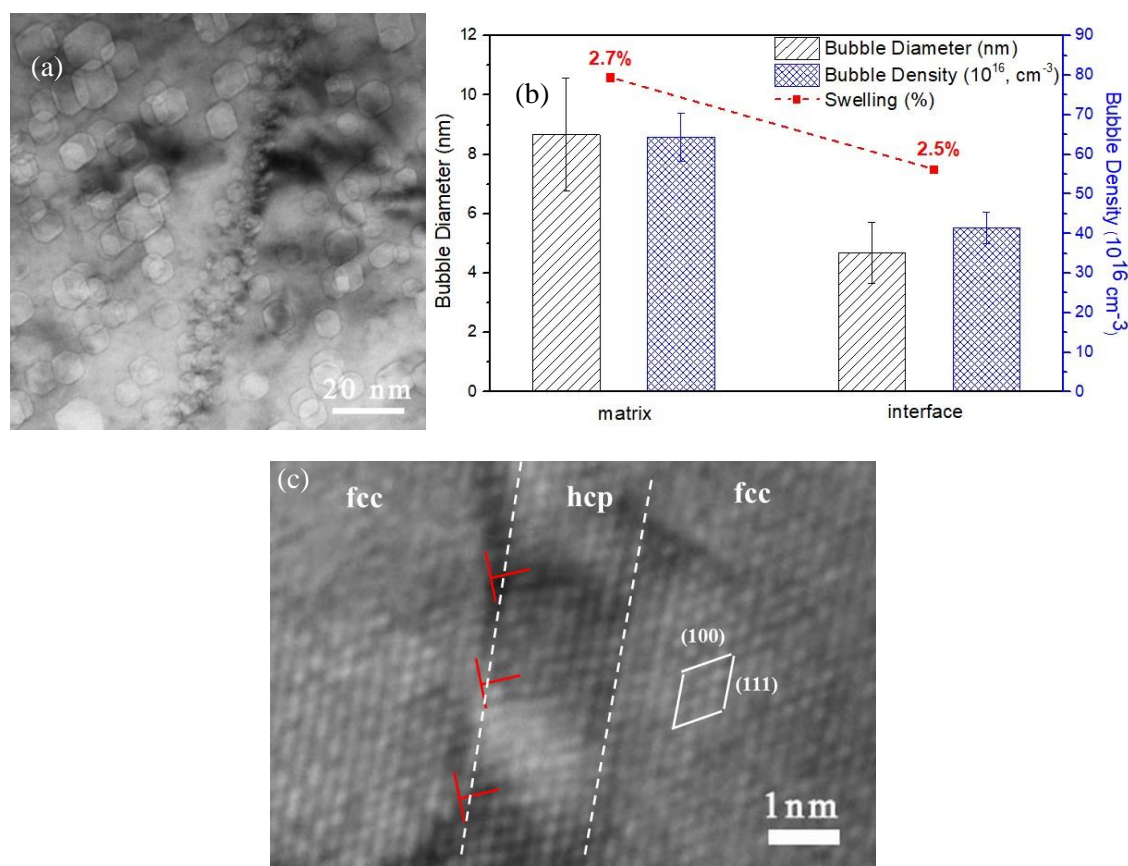 (a)
20 nm
(b)
Bubble Diameter (nm)
Bubble Density (10^16, cm^-3)
Swelling (%)
2.7%
2.5%
12
10
8
6
4
2
0
Bubble Diameter (nm)
90
80
70
60
50
40
30
20
10
0
Bubble Density (10^16 cm^-3)
matrix
interface
(c)
fcc
hcp
fcc
(100)
(111)
1nm